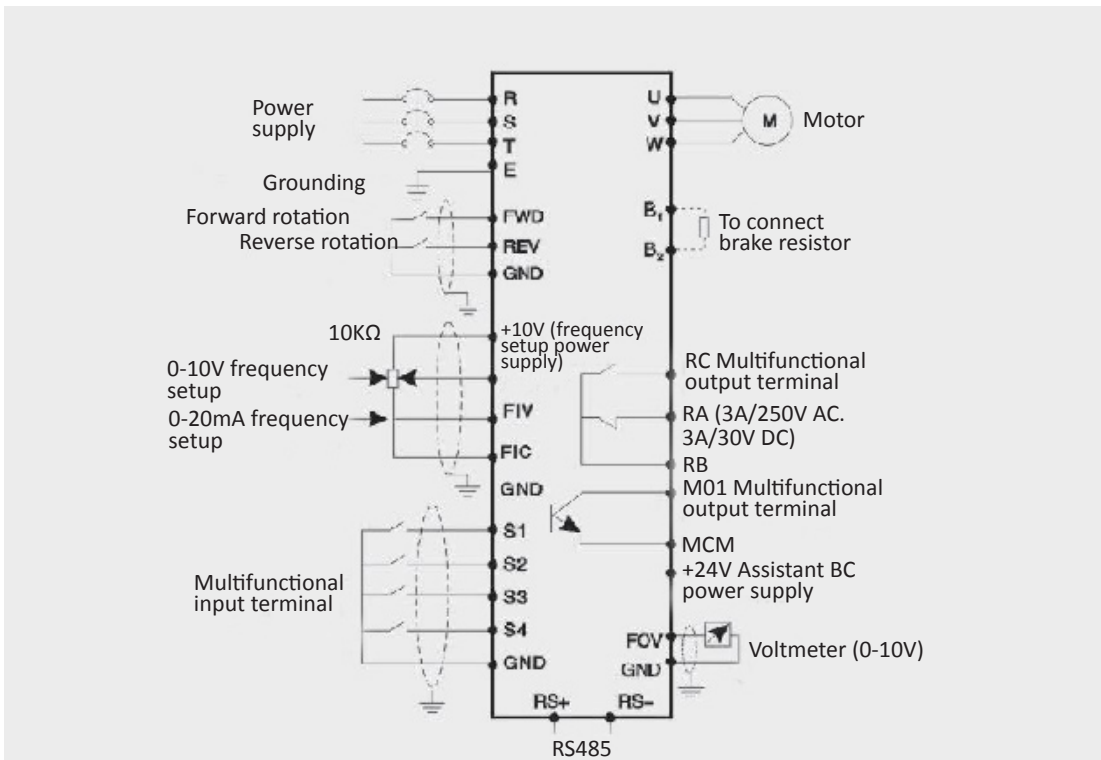 Power
supply
R
S
T
E
Grounding
Forward rotation
FWD
Reverse rotation
REV
GND
10KΩ
+10V (frequency
setup power
supply)
0-10V frequency
setup
0-20mA frequency
setup
FIV
FIC
GND
Multifunctional
input terminal
S1
S2
S3
S4
GND
U
V
W
M
Motor
B₁
B₂
To connect
brake resistor
RC Multifunctional
output terminal
RA (3A/250V AC.
3A/30V DC)
RB
M01 Multifunctional
output terminal
MCM
+24V Assistant BC
power supply
FOV
GND
Voltmeter (0-10V)
RS+
RS-
RS485